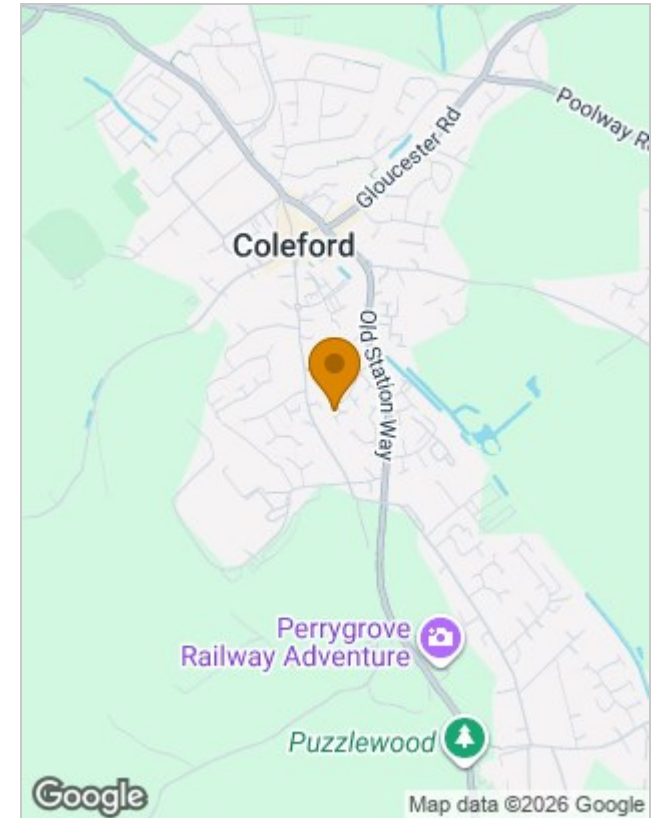 Gloucester Rd
Poolway R
Coleford
Old Station Way
Perrygrove
Railway Adventure
Puzzlewood
Google
Map data ©2026 Google